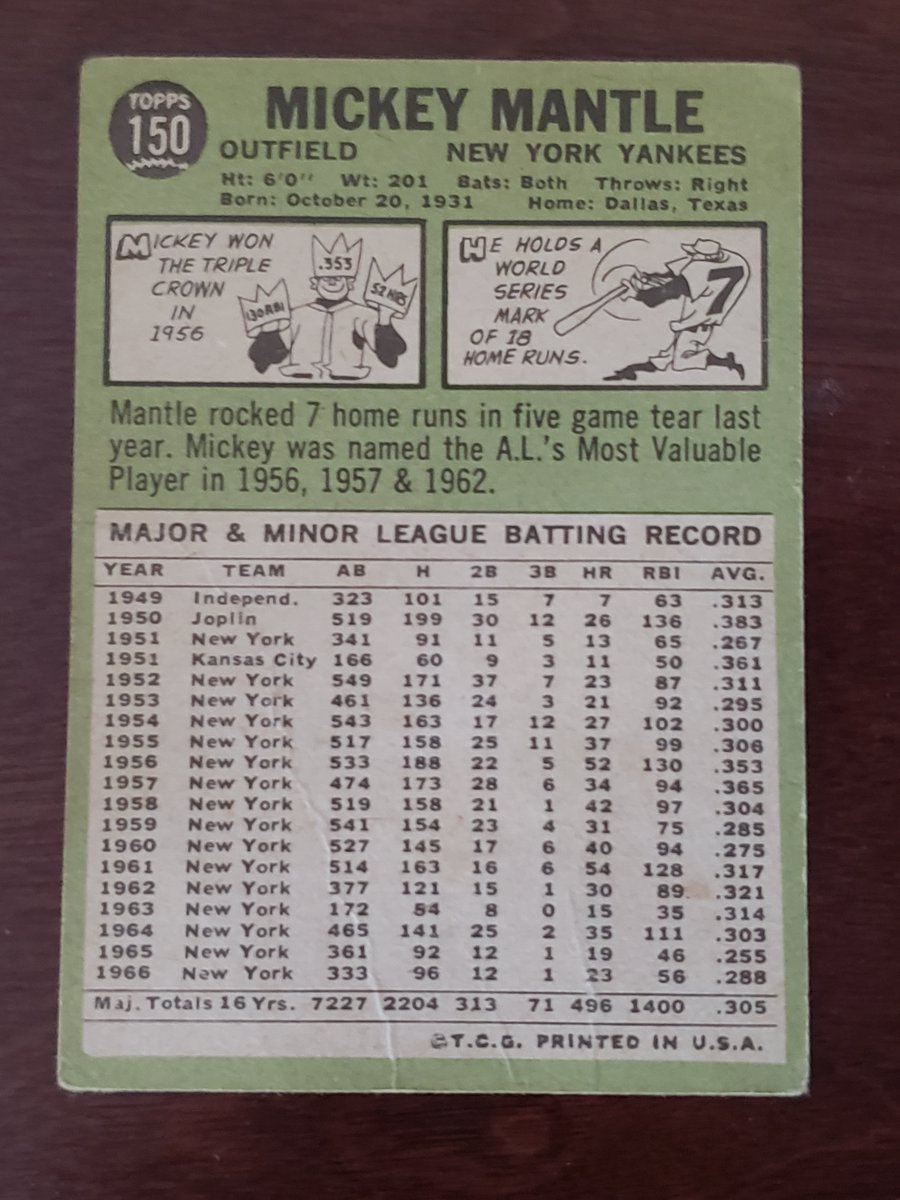 TOPPS
150
MICKEY MANTLE
OUTFIELD NEW YORK YANKEES
Ht: 6'0" Wt: 201 Bats: Both Throws: Right
Born: October 20, 1931 Home: Dallas, Texas
MICKEY WON
THE TRIPLE
CROWN
IN
1956
.353
130 RBI
52 HRS
HE HOLDS A
WORLD
SERIES
MARK
OF 18
HOME RUNS.
7
Mantle rocked 7 home runs in five game tear last
year. Mickey was named the A.L.'s Most Valuable
Player in 1956, 1957 & 1962.
MAJOR & MINOR LEAGUE BATTING RECORD
YEAR TEAM AB H 2B 3B HR RBI AVG.
1949 Independ. 323 101 15 7 7 63 .313
1950 Joplin 519 199 30 12 26 136 .383
1951 New York 341 91 11 5 13 65 .267
1951 Kansas City 166 60 9 3 11 50 .361
1952 New York 549 171 37 7 23 87 .311
1953 New York 461 136 24 3 21 92 .295
1954 New York 543 163 17 12 27 102 .300
1955 New York 517 158 25 11 37 99 .306
1956 New York 533 188 22 5 52 130 .353
1957 New York 474 173 28 6 34 94 .365
1958 New York 519 158 21 1 42 97 .304
1959 New York 541 154 23 4 31 75 .285
1960 New York 527 145 17 6 40 94 .275
1961 New York 514 163 16 6 54 128 .317
1962 New York 377 121 15 1 30 89 .321
1963 New York 172 54 8 0 15 35 .314
1964 New York 465 141 25 2 35 111 .303
1965 New York 361 92 12 1 19 46 .255
1966 New York 333 96 12 1 23 56 .288
Maj. Totals 16 Yrs. 7227 2204 313 71 496 1400 .305
©T.C.G. PRINTED IN U.S.A.